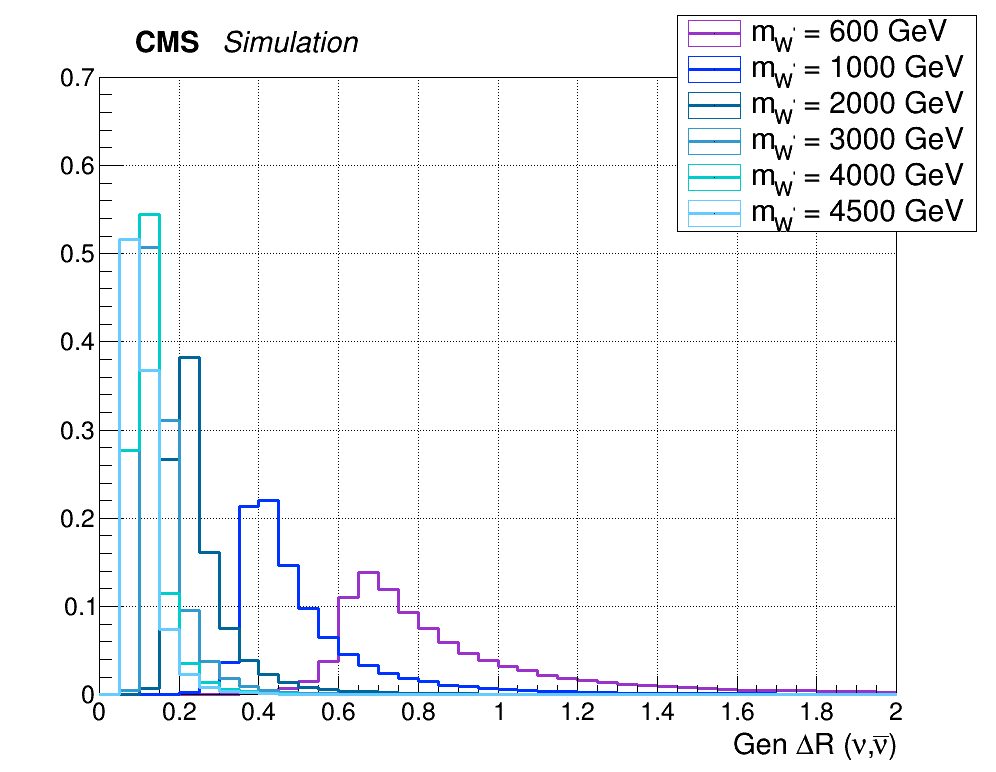 CMS Simulation
m_W' = 600 GeV
m_W' = 1000 GeV
m_W' = 2000 GeV
m_W' = 3000 GeV
m_W' = 4000 GeV
m_W' = 4500 GeV
0.7
0.6
0.5
0.4
0.3
0.2
0.1
0
0 0.2 0.4 0.6 0.8 1 1.2 1.4 1.6 1.8 2
Gen ΔR (ν,ν̅)